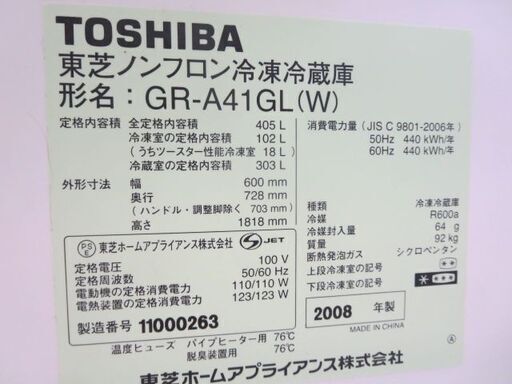 TOSHIBA
東芝ノンフロン冷凍冷蔵庫
形名：GR-A41GL(W)
定格内容積 全定格内容積 405 L
冷凍室の定格内容積 102 L
(うちツースター性能冷凍室 18 L)
冷蔵室の定格内容積 303 L
外形寸法 幅 600 mm
奥行 728 mm
(ハンドル・調整脚除く 703 mm)
高さ 1818 mm
消費電力量 (JIS C 9801-2006年)
50Hz 440 kWh/年
60Hz 440 kWh/年
種類 冷凍冷蔵庫
冷媒 R600a
冷媒封入量 64 g
質量 92 kg
断熱発泡ガス シクロペンタン
上段冷凍室の記号 **
下段冷凍室の記号 ****
PS E 東芝ホームアプライアンス株式会社 S JET
定格電圧 100 V
定格周波数 50/60 Hz
電動機の定格消費電力 110/110 W
電熱装置の定格消費電力 123/123 W
製造番号 11000263
2008 年製
MADE IN CHINA
Ⓐ
温度ヒューズ パイプヒーター用 76℃
脱臭装置用 76℃
東芝ホームアプライアンス株式会社